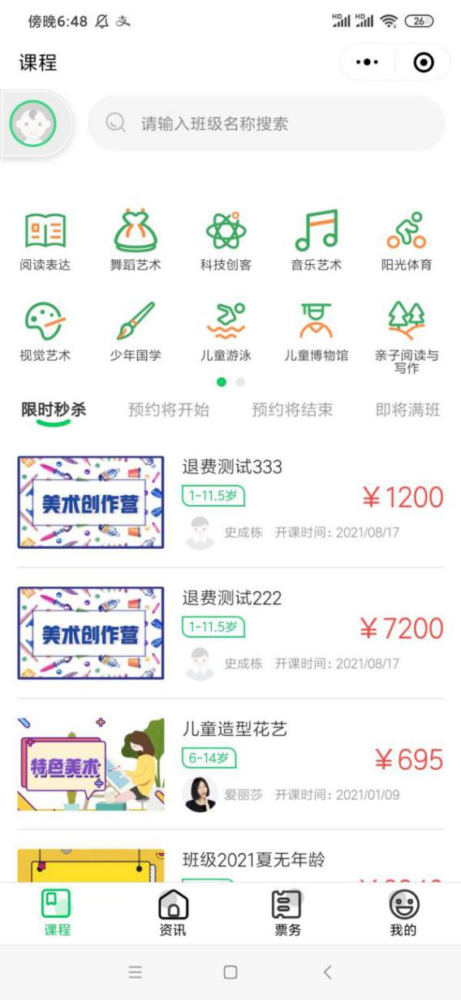 傍晚6:48 HD HD 26
课程
请输入班级名称搜索
阅读表达 舞蹈艺术 科技创客 音乐艺术 阳光体育
视觉艺术 少年国学 儿童游泳 儿童博物馆 亲子阅读与
写作
限时秒杀 预约将开始 预约将结束 即将满班
退费测试333
美术创作营
1-11.5岁
¥1200
史成栋 开课时间：2021/08/17
退费测试222
美术创作营
1-11.5岁
¥7200
史成栋 开课时间：2021/08/17
儿童造型花艺
特色美术
6-14岁
¥695
爱丽莎 开课时间：2021/01/09
班级2021夏无年龄
课程 资讯 票务 我的